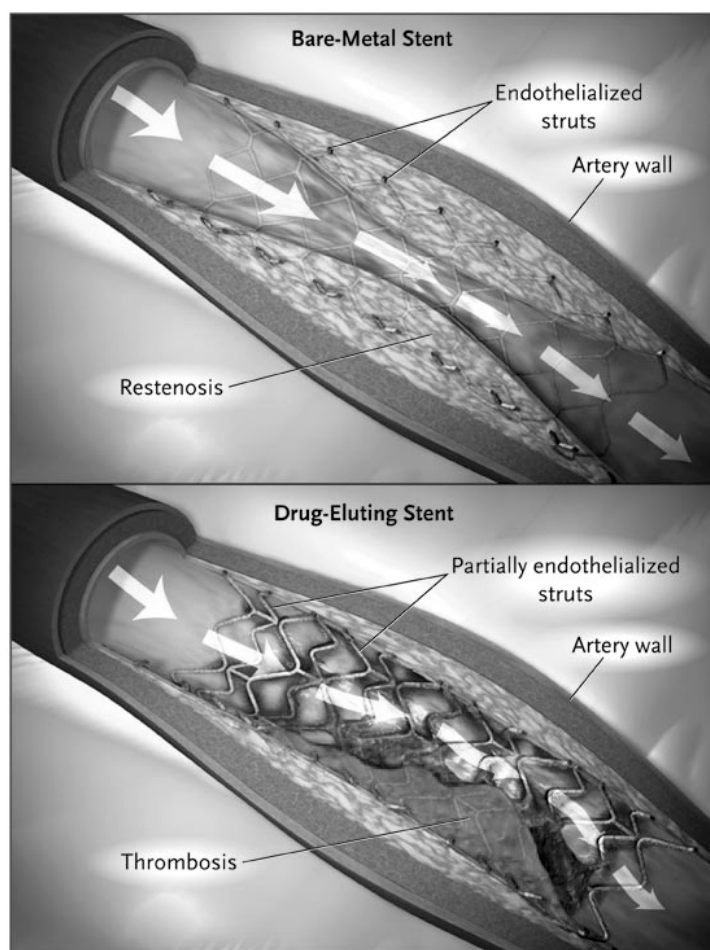 Bare-Metal Stent
Endothelialized
struts
Artery wall
Restenosis
Drug-Eluting Stent
Partially endothelialized
struts
Artery wall
Thrombosis